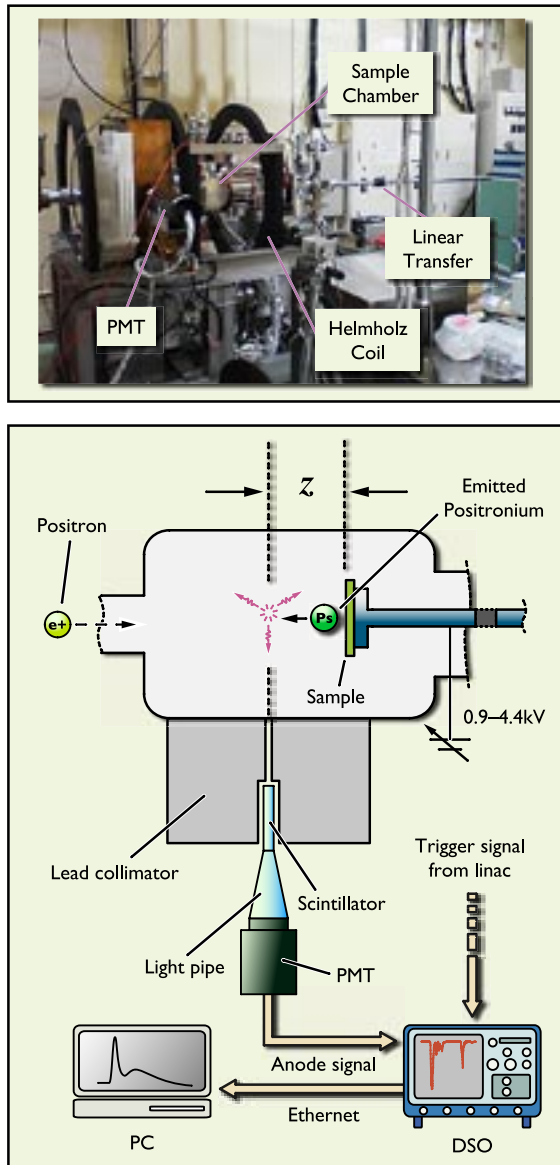 Sample
Chamber
Linear
Transfer
PMT
Helmholz
Coil
z
Emitted
Positronium
Positron
e+
Ps
Sample
0.9–4.4kV
Trigger signal
from linac
Lead collimator
Scintillator
Light pipe
PMT
Anode signal
Ethernet
PC
DSO